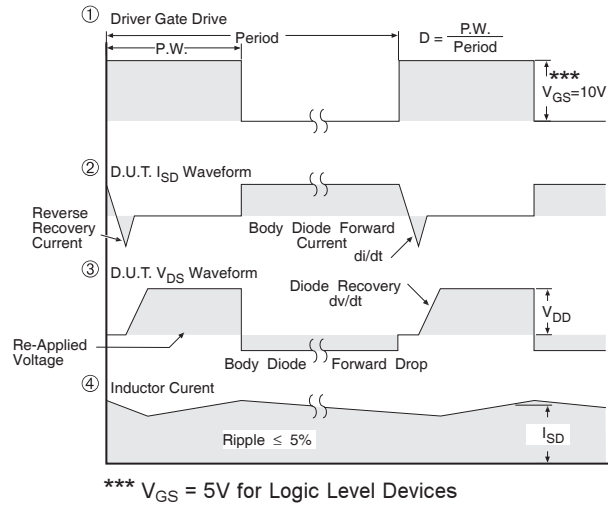 ① Driver Gate Drive
Period
P.W.
D = P.W. / Period
***
VGS=10V
② D.U.T. ISD Waveform
Reverse
Recovery
Current
Body Diode Forward
Current
di/dt
③ D.U.T. VDS Waveform
Diode Recovery
dv/dt
VDD
Re-Applied
Voltage
Body Diode Forward Drop
④ Inductor Curent
Ripple ≤ 5%
ISD
*** VGS = 5V for Logic Level Devices